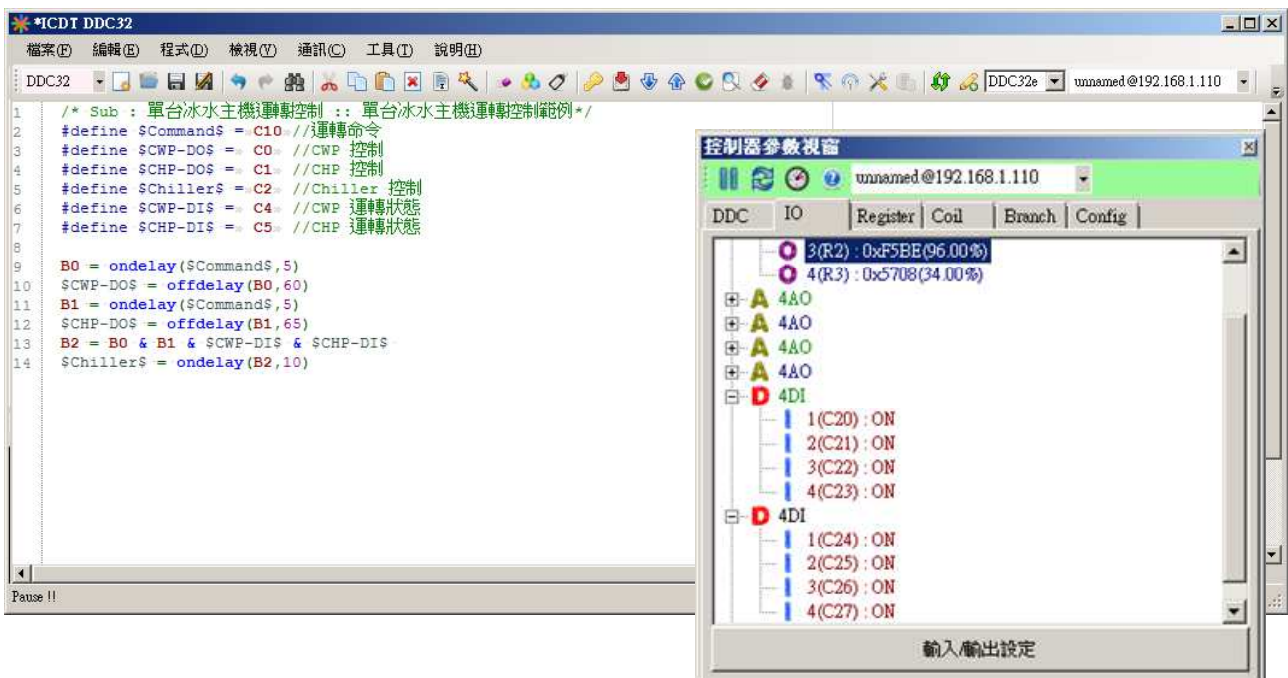 *ICDT DDC32
檔案(F) 編輯(E) 程式(D) 檢視(V) 通訊(C) 工具(T) 說明(H)
DDC32 DDC32e unnamed@192.168.1.110
1 /* Sub : 單台冰水主機運轉控制 :: 單台冰水主機運轉控制範例*/
2 #define $Command$ = C10 //運轉命令
3 #define $CWP-DO$ = C0 //CWP 控制
4 #define $CHP-DO$ = C1 //CHP 控制
5 #define $Chiller$ = C2 //Chiller 控制
6 #define $CWP-DI$ = C4 //CWP 運轉狀態
7 #define $CHP-DI$ = C5 //CHP 運轉狀態
8
9 B0 = ondelay($Command$,5)
10 $CWP-DO$ = offdelay(B0,60)
11 B1 = ondelay($Command$,5)
12 $CHP-DO$ = offdelay(B1,65)
13 B2 = B0 & B1 & $CWP-DI$ & $CHP-DI$
14 $Chiller$ = ondelay(B2,10)
Pause !!
控制器參數視窗
unnamed@192.168.1.110
DDC IO Register Coil Branch Config
3(R2) : 0xF5BE(96.00%)
4(R3) : 0x5708(34.00%)
A 4AO
A 4AO
A 4AO
A 4AO
D 4DI
1(C20) : ON
2(C21) : ON
3(C22) : ON
4(C23) : ON
D 4DI
1(C24) : ON
2(C25) : ON
3(C26) : ON
4(C27) : ON
輸入/輸出設定